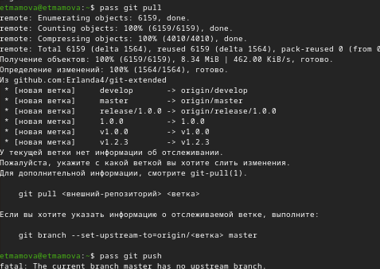 etmamova@etmamova:~$ pass git pull
remote: Enumerating objects: 6159, done.
remote: Counting objects: 100% (6159/6159), done.
remote: Compressing objects: 100% (4010/4010), done.
remote: Total 6159 (delta 1564), reused 6159 (delta 1564), pack-reused 0 (from 0
Получение объектов: 100% (6159/6159), 8.34 MiB | 462.00 KiB/s, готово.
Определение изменений: 100% (1564/1564), готово.
Из github.com:Erlanda4/git-extended
* [новая ветка] develop -> origin/develop
* [новая ветка] master -> origin/master
* [новая ветка] release/1.0.0 -> origin/release/1.0.0
* [новая ветка] 1.0.0 -> 1.0.0
* [новая ветка] v1.0.0 -> v1.0.0
* [новая ветка] v1.2.3 -> v1.2.3
У текущей ветки нет информации об отслеживании.
Пожалуйста, укажите с какой веткой вы хотите слить изменения.
Для дополнительной информации, смотрите git-pull(1).
git pull <внешний-репозиторий> <ветка>
Если вы хотите указать информацию о отслеживаемой ветке, выполните:
git branch --set-upstream-to=origin/<ветка> master
etmamova@etmamova:~$ pass git push
fatal: The current branch master has no upstream branch.